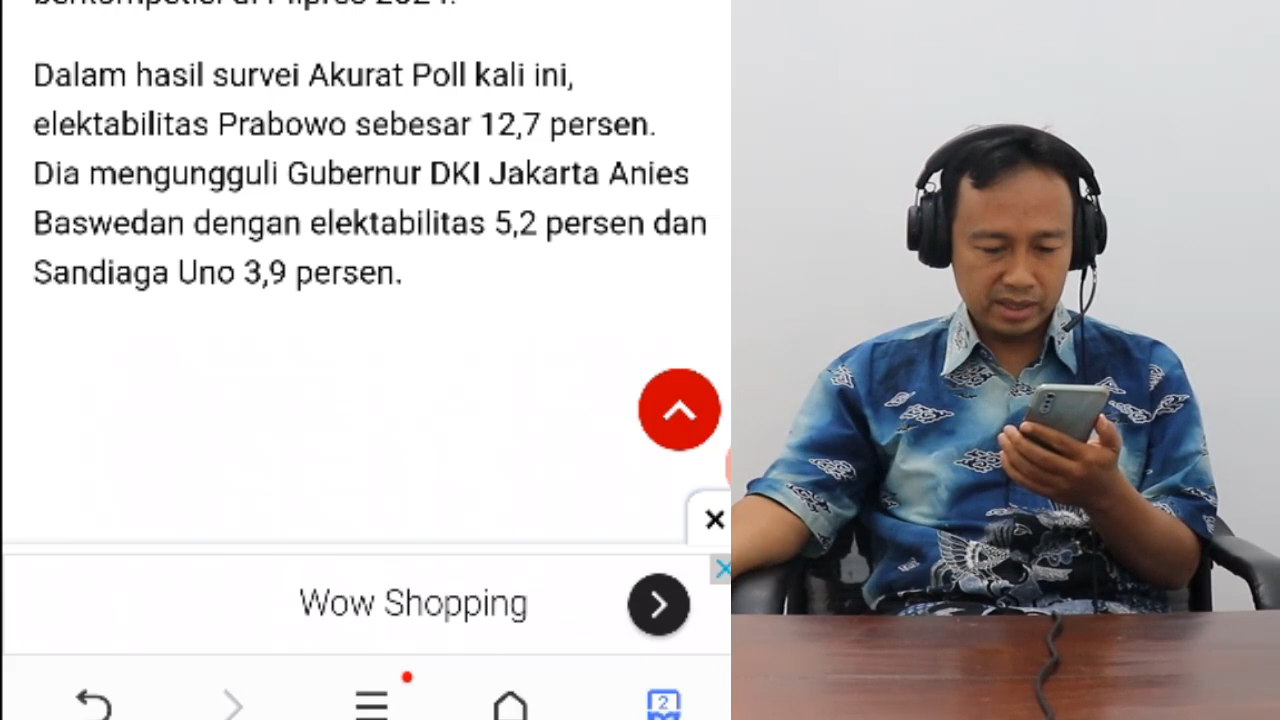 Dalam hasil survei Akurat Poll kali ini,
elektabilitas Prabowo sebesar 12,7 persen.
Dia mengungguli Gubernur DKI Jakarta Anies
Baswedan dengan elektabilitas 5,2 persen dan
Sandiaga Uno 3,9 persen.
Wow Shopping
2